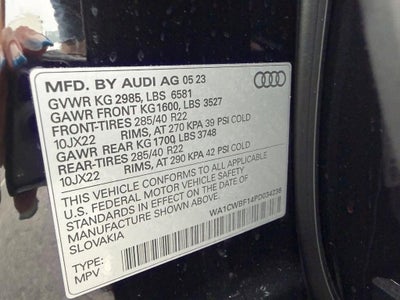 MFD. BY AUDI AG 05 23
GVWR KG 2985, LBS 6581
GAWR FRONT KG1600, LBS 3527
FRONT-TIRES 285/40 R22
10JX22 RIMS, AT 270 KPA 39 PSI COLD
GAWR REAR KG1700, LBS 3748
REAR-TIRES 285/40 R22
10JX22 RIMS, AT 290 KPA 42 PSI COLD
THIS VEHICLE CONFORMS TO ALL APPLICABLE
U.S. FEDERAL MOTOR VEHICLE SAFETY
STANDARDS IN EFFECT ON THE DATE OF
MANUFACTURE SHOWN ABOVE.
SLOVAKIA
WA1CWBF14PD034238
TYPE:
MPV